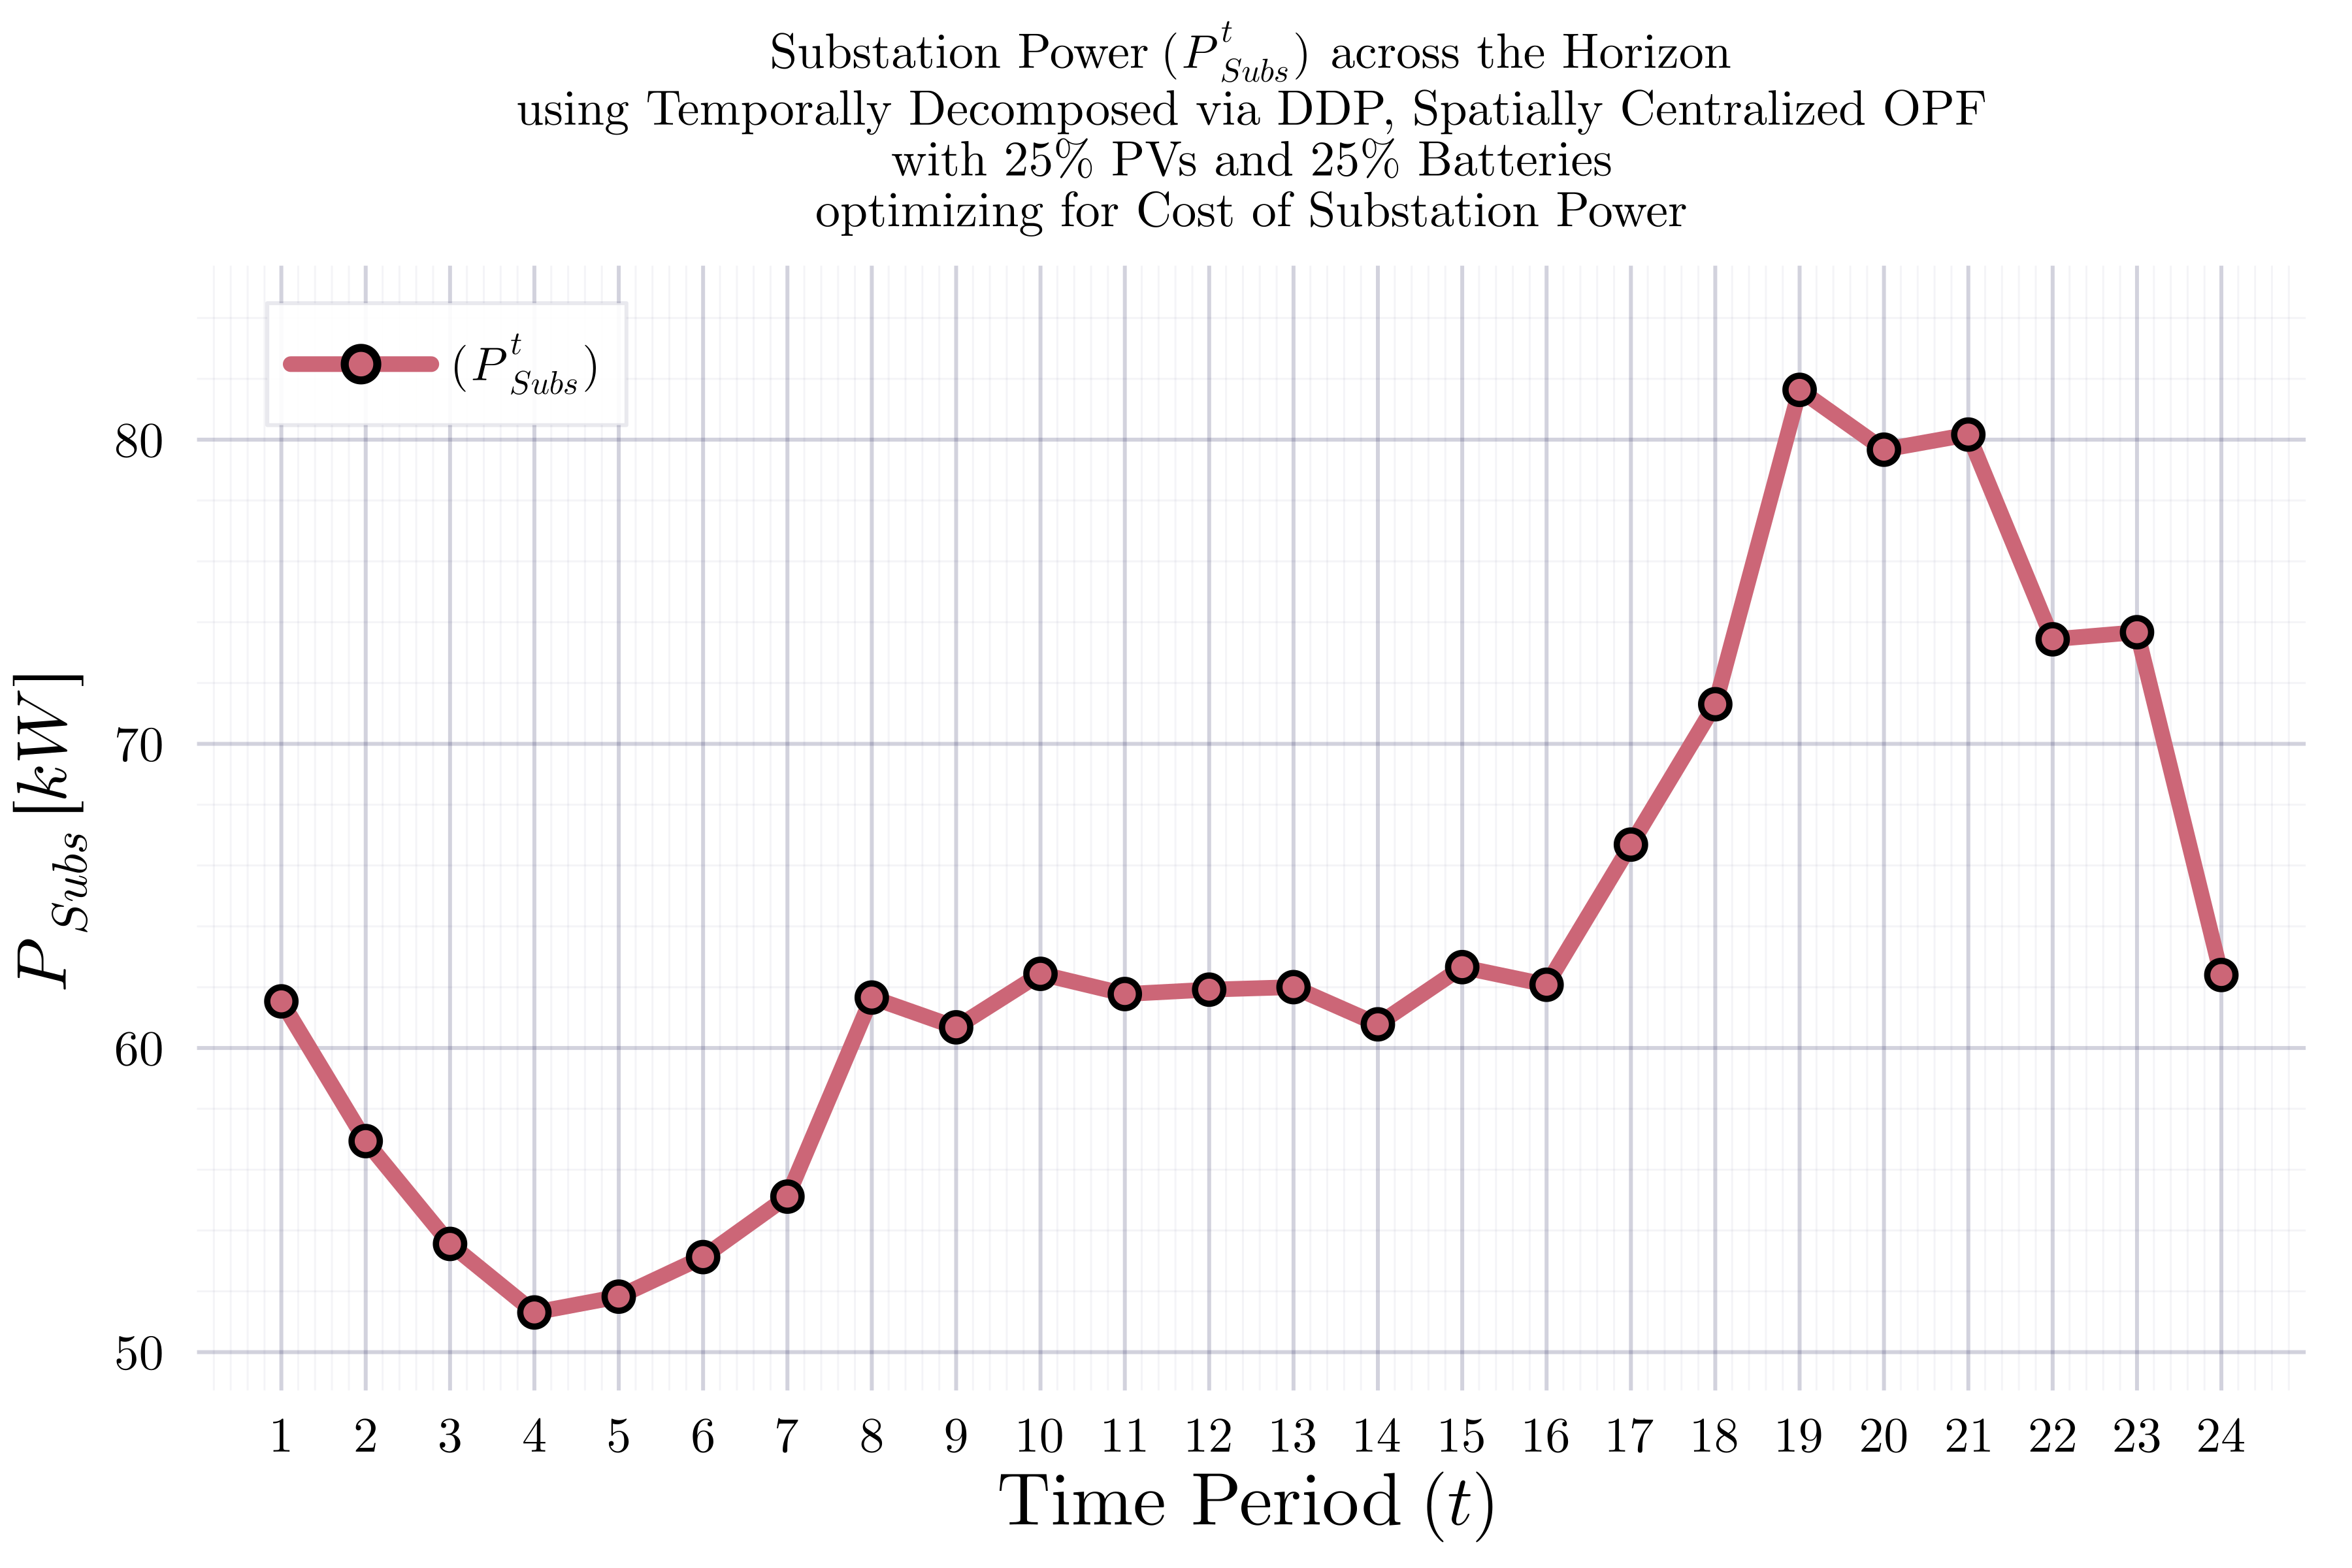 Substation Power (P^t_Subs) across the Horizon
using Temporally Decomposed via DDP, Spatially Centralized OPF
with 25% PVs and 25% Batteries
optimizing for Cost of Substation Power
(P^t_Subs)
80
70
60
50
P_Subs [kW]
1 2 3 4 5 6 7 8 9 10 11 12 13 14 15 16 17 18 19 20 21 22 23 24
Time Period (t)